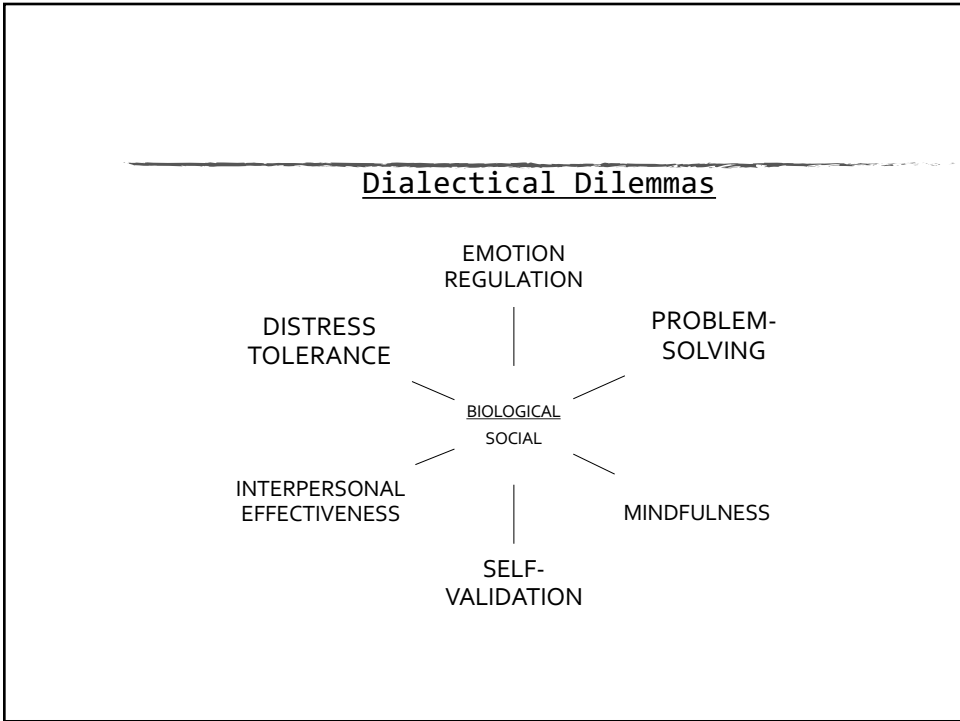 Dialectical Dilemmas
EMOTION
REGULATION
DISTRESS
TOLERANCE
PROBLEM-
SOLVING
BIOLOGICAL
SOCIAL
INTERPERSONAL
EFFECTIVENESS
MINDFULNESS
SELF-
VALIDATION